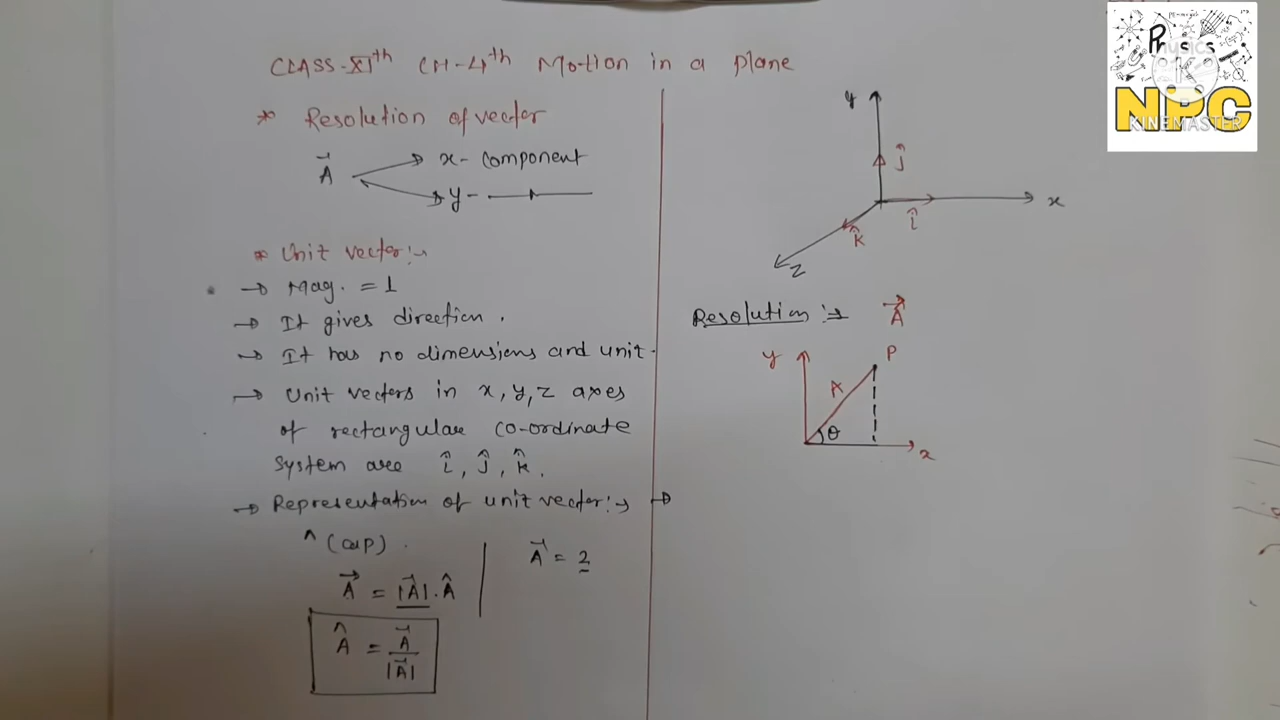 CLASS-XIth CH-4th Motion in a plane
* Resolution of vector
A⃗ → x- component
→ y- —〃—
* Unit vector:→
→ Mag. = 1
→ It gives direction.
→ It has no dimensions and unit.
→ Unit vectors in x, y, z axes
of rectangular co-ordinate
system are î, ĵ, k̂.
→ Representation of unit vector:→
^ (cap).
A⃗ = |A⃗|.Â
 = A⃗ / |A⃗|
A⃗ = 2
→
y
ĵ
x
î
k̂
z
Resolution :→ A⃗
y
P
A
θ
x
Physics
K
NPC
KINEMASTER